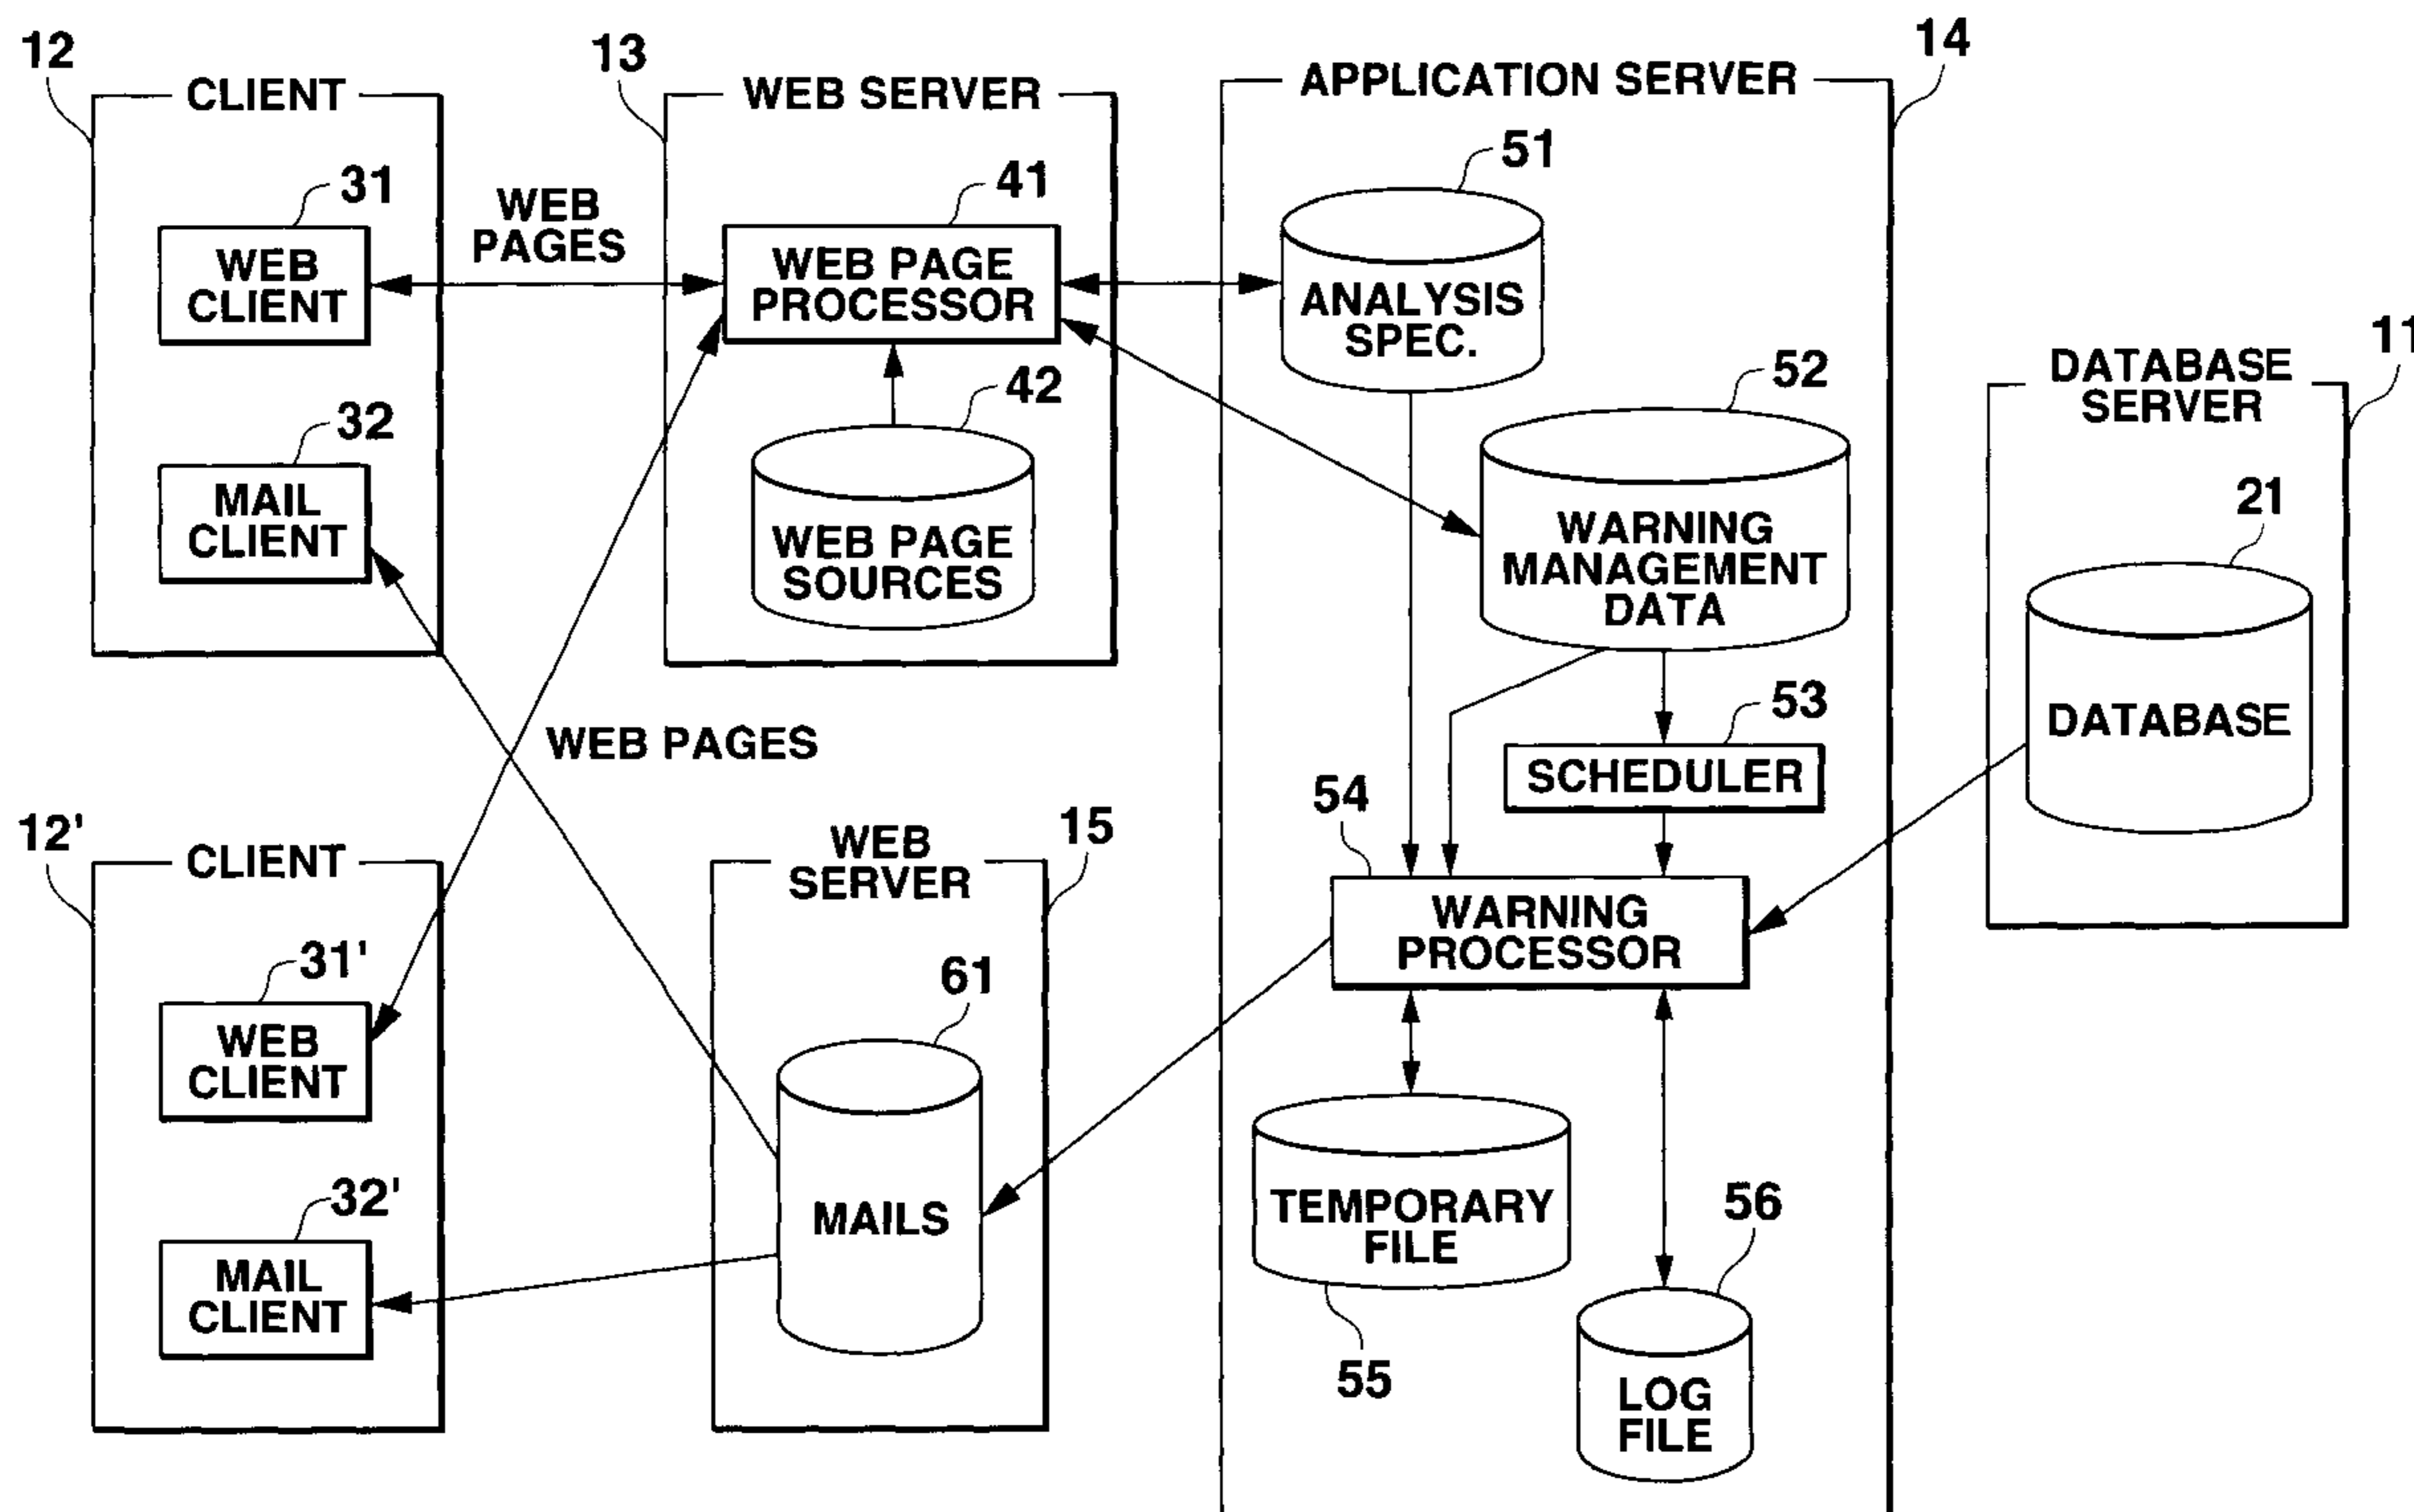 12
CLIENT
31
WEB
CLIENT
32
MAIL
CLIENT
WEB
PAGES
13
WEB SERVER
41
WEB PAGE
PROCESSOR
42
WEB PAGE
SOURCES
14
APPLICATION SERVER
51
ANALYSIS
SPEC.
52
WARNING
MANAGEMENT
DATA
53
SCHEDULER
54
WARNING
PROCESSOR
TEMPORARY
FILE
55
56
LOG
FILE
11
DATABASE
SERVER
21
DATABASE
WEB PAGES
12'
CLIENT
31'
WEB
CLIENT
32'
MAIL
CLIENT
15
WEB
SERVER
61
MAILS